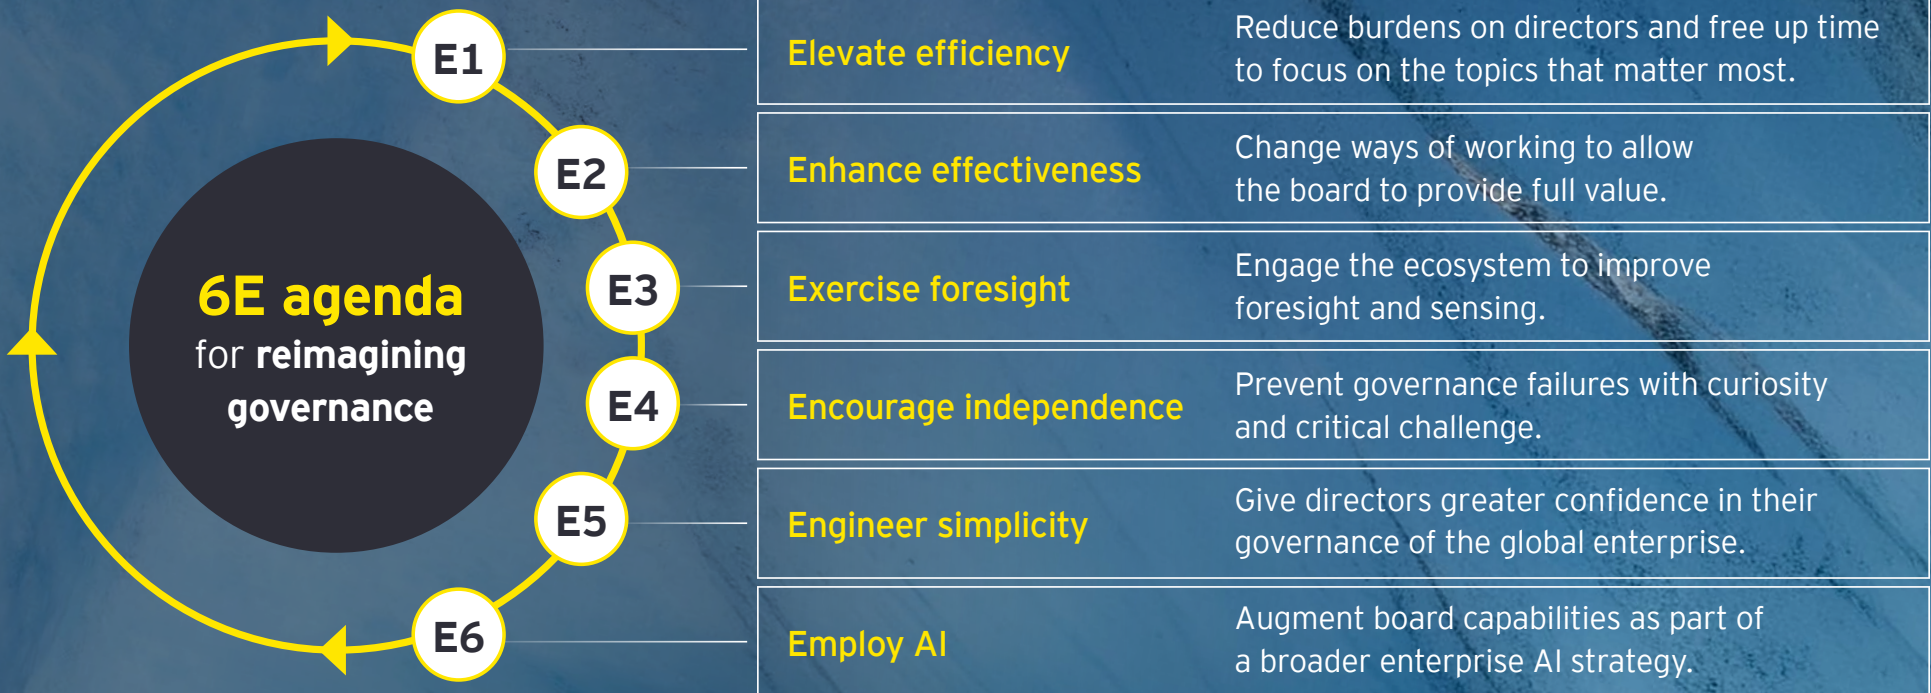 6E agenda
for reimagining
governance
E1
Elevate efficiency
Reduce burdens on directors and free up time
to focus on the topics that matter most.
E2
Enhance effectiveness
Change ways of working to allow
the board to provide full value.
E3
Exercise foresight
Engage the ecosystem to improve
foresight and sensing.
E4
Encourage independence
Prevent governance failures with curiosity
and critical challenge.
E5
Engineer simplicity
Give directors greater confidence in their
governance of the global enterprise.
E6
Employ AI
Augment board capabilities as part of
a broader enterprise AI strategy.